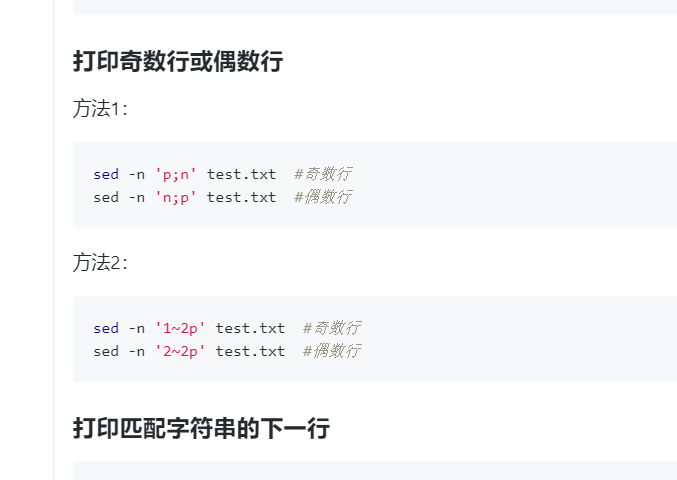 打印奇数行或偶数行
方法1：
sed -n 'p;n' test.txt  #奇数行
sed -n 'n;p' test.txt  #偶数行
方法2：
sed -n '1~2p' test.txt  #奇数行
sed -n '2~2p' test.txt  #偶数行
打印匹配字符串的下一行